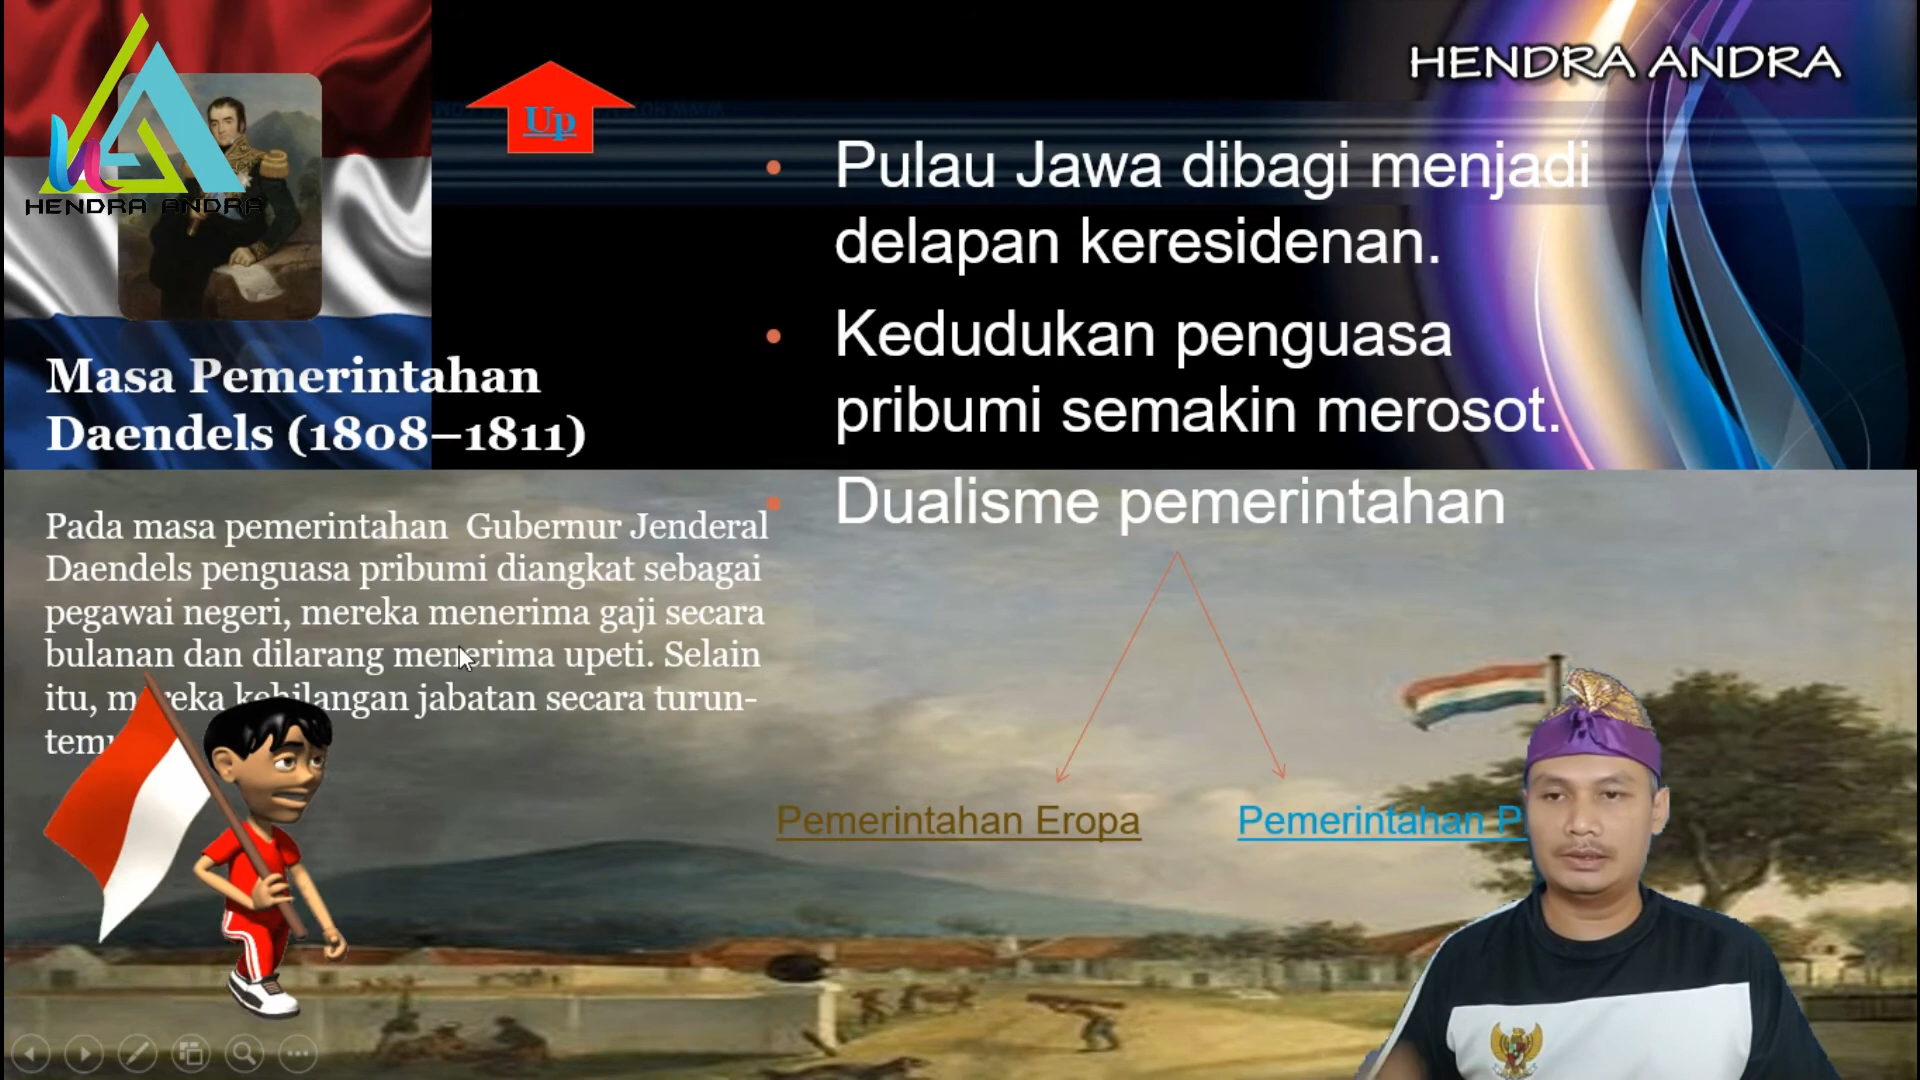 HENDRA ANDRA
HENDRA ANDRA
Up
Masa Pemerintahan
Daendels (1808–1811)
Pada masa pemerintahan Gubernur Jenderal
Daendels penguasa pribumi diangkat sebagai
pegawai negeri, mereka menerima gaji secara
bulanan dan dilarang menerima upeti. Selain
itu, mereka kehilangan jabatan secara turun-
• Pulau Jawa dibagi menjadi
delapan keresidenan.
• Kedudukan penguasa
pribumi semakin merosot.
• Dualisme pemerintahan
Pemerintahan Eropa
Pemerintahan P